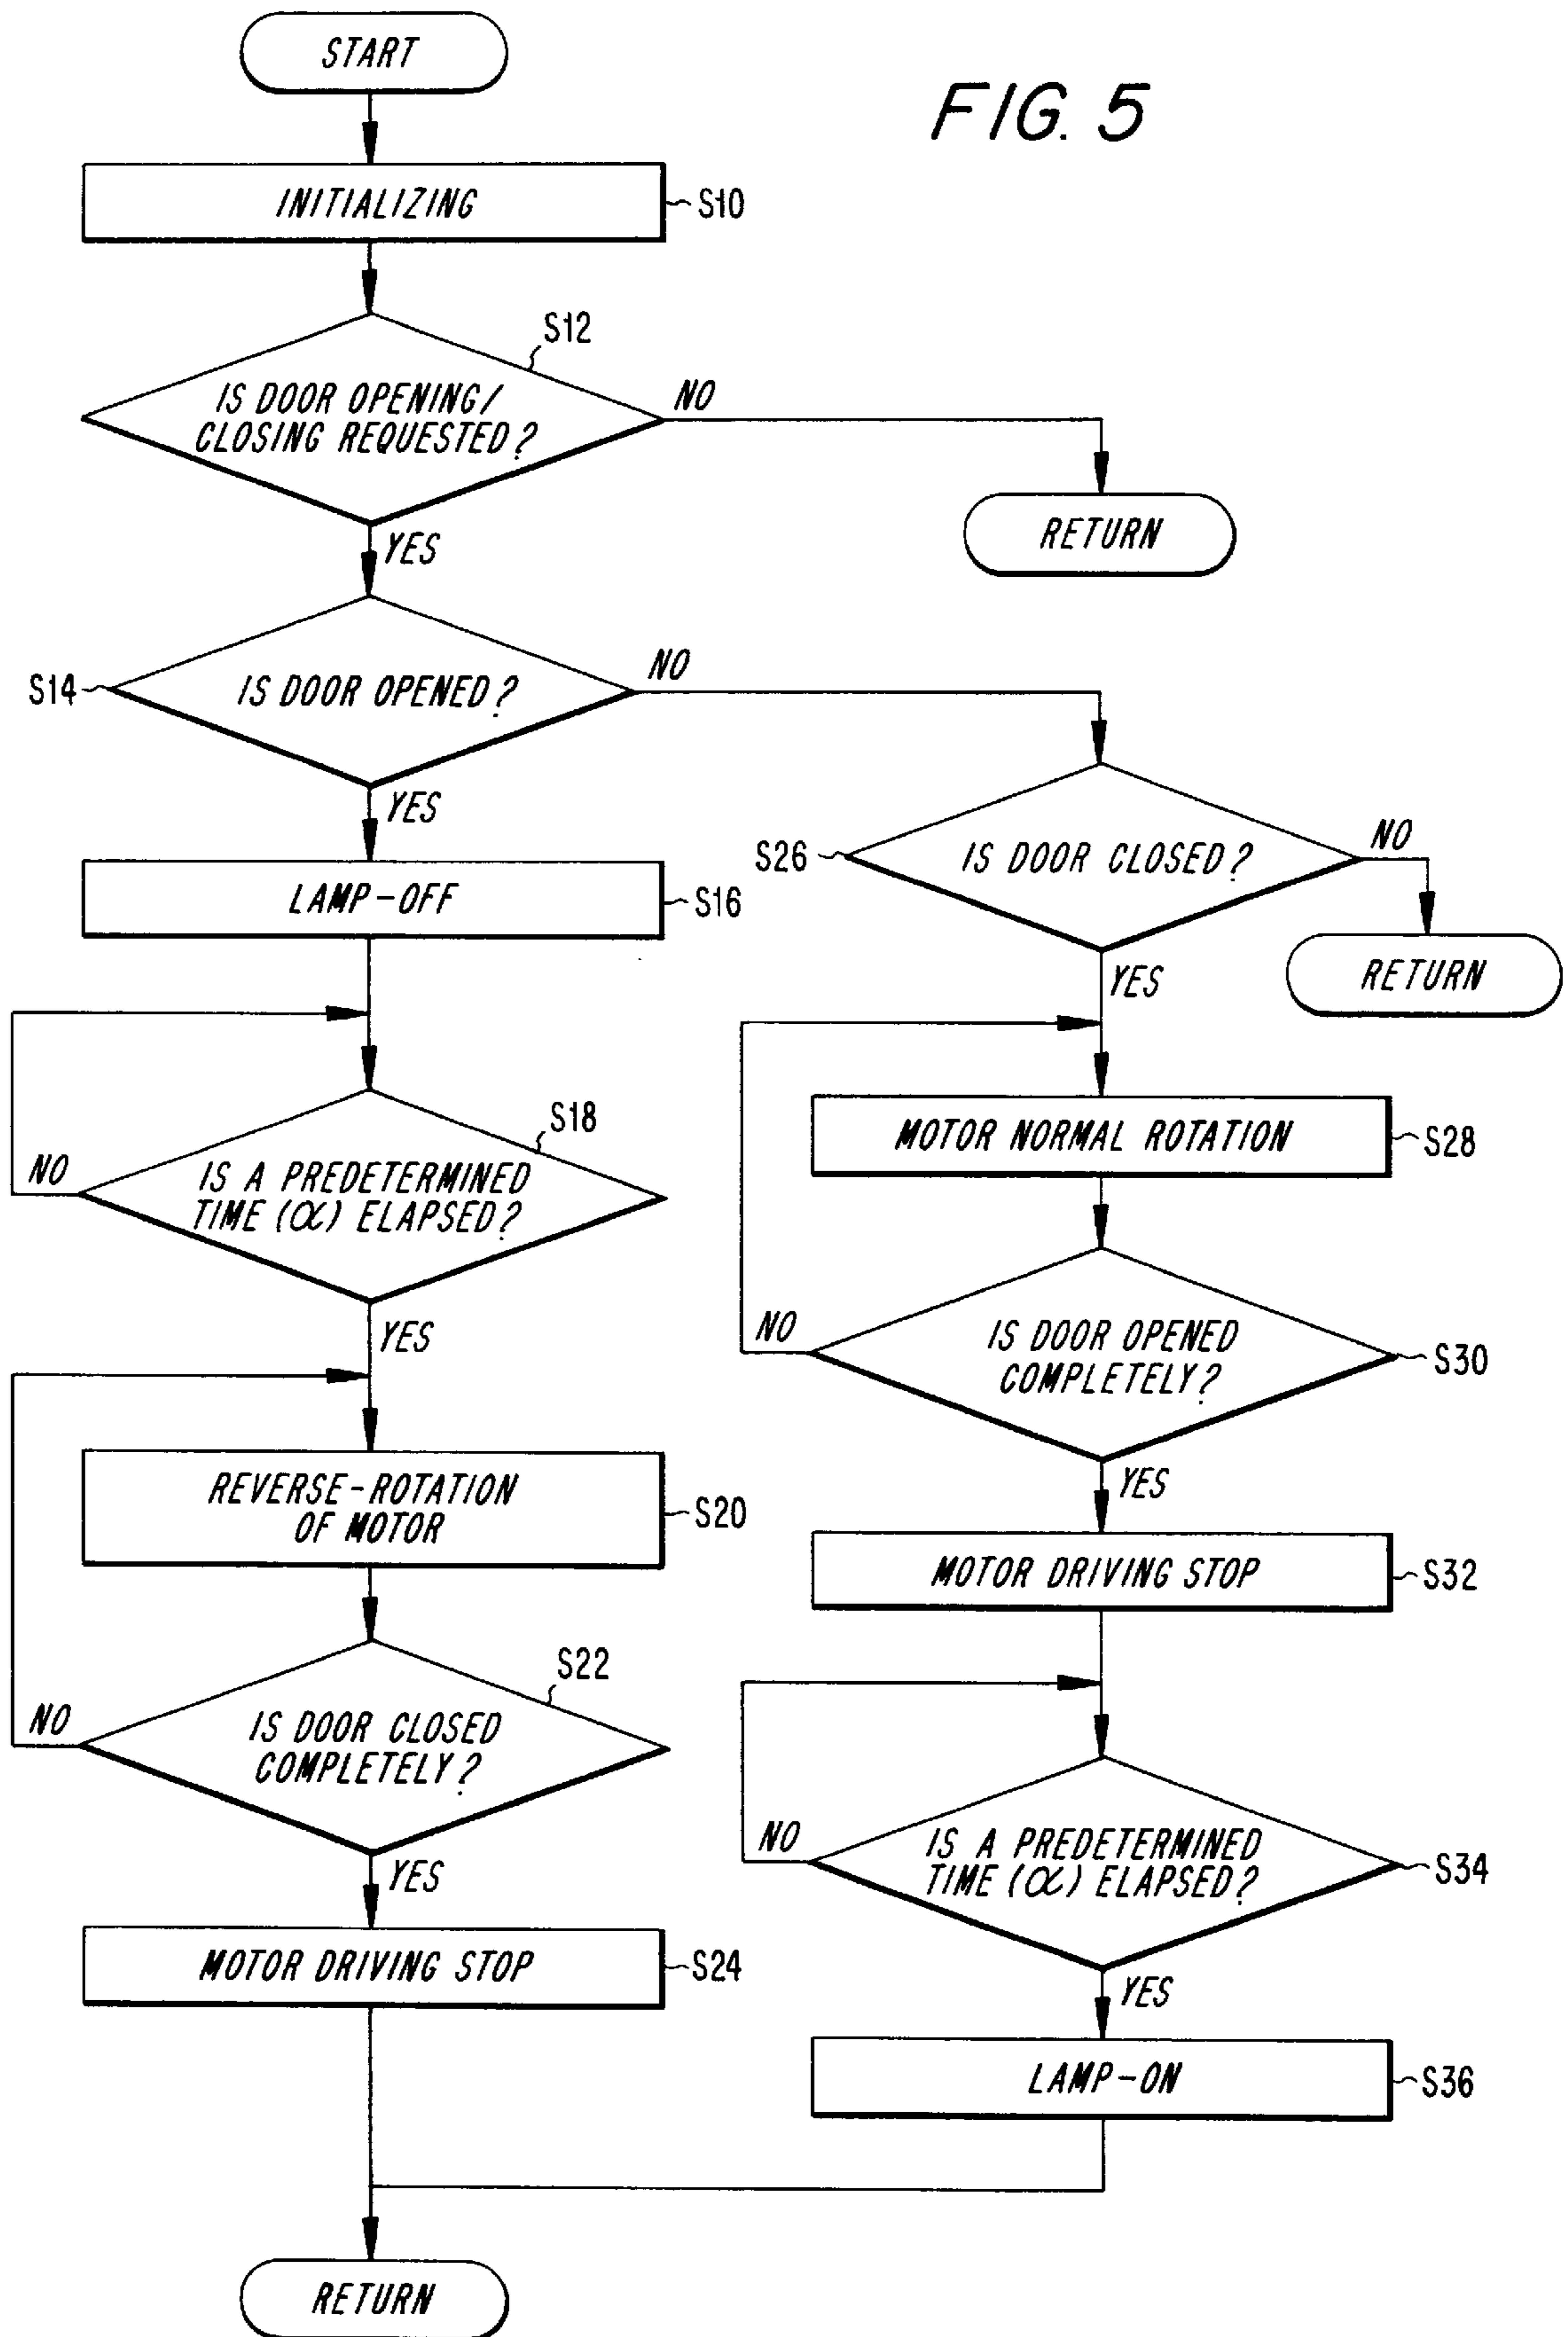 START
FIG. 5
INITIALIZING
S10
S12
IS DOOR OPENING/
CLOSING REQUESTED?
NO
RETURN
YES
S14
IS DOOR OPENED?
NO
YES
LAMP-OFF
S16
S26
IS DOOR CLOSED?
NO
RETURN
YES
S18
NO
IS A PREDETERMINED
TIME (α) ELAPSED?
YES
MOTOR NORMAL ROTATION
S28
NO
IS DOOR OPENED
COMPLETELY?
S30
YES
REVERSE-ROTATION
OF MOTOR
S20
MOTOR DRIVING STOP
S32
S22
NO
IS DOOR CLOSED
COMPLETELY?
YES
NO
IS A PREDETERMINED
TIME (α) ELAPSED?
S34
YES
MOTOR DRIVING STOP
S24
LAMP-ON
S36
RETURN